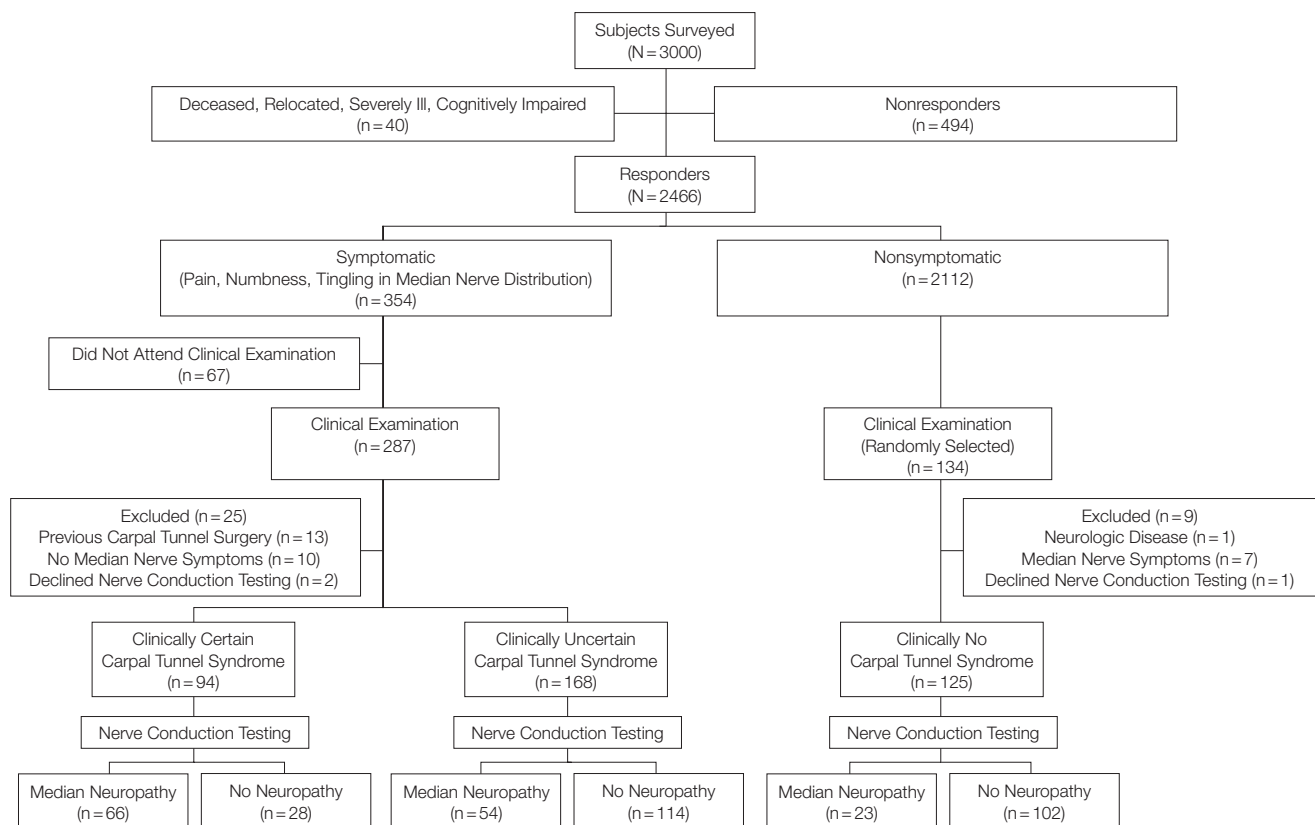 Subjects Surveyed
(N = 3000)
Deceased, Relocated, Severely Ill, Cognitively Impaired
(n = 40)
Nonresponders
(n = 494)
Responders
(N = 2466)
Symptomatic
(Pain, Numbness, Tingling in Median Nerve Distribution)
(n = 354)
Nonsymptomatic
(n = 2112)
Did Not Attend Clinical Examination
(n = 67)
Clinical Examination
(n = 287)
Clinical Examination
(Randomly Selected)
(n = 134)
Excluded (n = 25)
Previous Carpal Tunnel Surgery (n = 13)
No Median Nerve Symptoms (n = 10)
Declined Nerve Conduction Testing (n = 2)
Excluded (n = 9)
Neurologic Disease (n = 1)
Median Nerve Symptoms (n = 7)
Declined Nerve Conduction Testing (n = 1)
Clinically Certain
Carpal Tunnel Syndrome
(n = 94)
Clinically Uncertain
Carpal Tunnel Syndrome
(n = 168)
Clinically No
Carpal Tunnel Syndrome
(n = 125)
Nerve Conduction Testing
Nerve Conduction Testing
Nerve Conduction Testing
Median Neuropathy
(n = 66)
No Neuropathy
(n = 28)
Median Neuropathy
(n = 54)
No Neuropathy
(n = 114)
Median Neuropathy
(n = 23)
No Neuropathy
(n = 102)